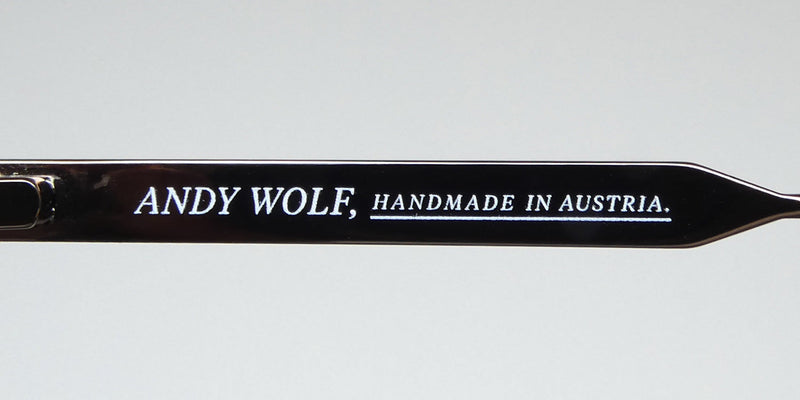 ANDY WOLF, HANDMADE IN AUSTRIA.